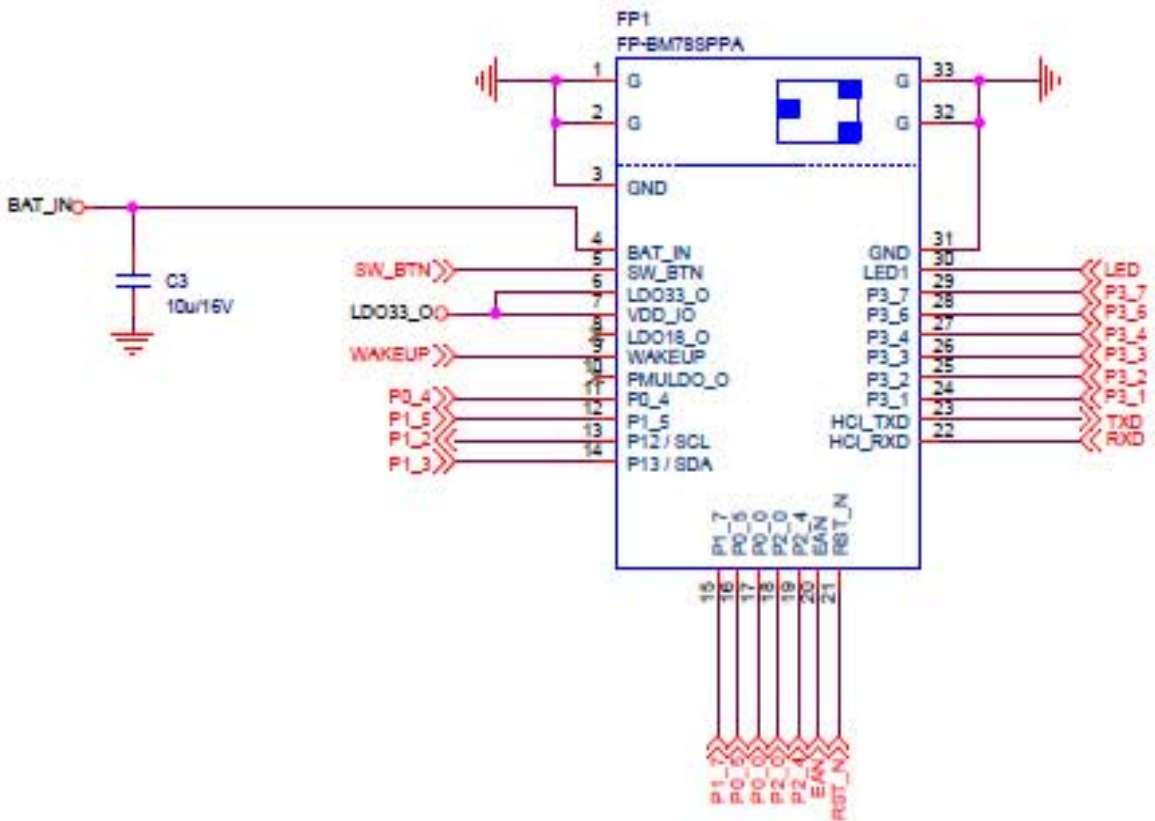 FP1
FP-BM78SPPA
1 G G 33
2 G G 32
3 GND
BAT_IN
4 BAT_IN GND 31
SW_BTN 5 SW_BTN LED1 30 LED
6 LDO33_O P3_7 29 P3_7
LDO33_O 7 VDD_IO P3_6 28 P3_6
8 LDO18_O P3_4 27 P3_4
WAKEUP 9 WAKEUP P3_3 26 P3_3
10 PMULDO_O P3_2 25 P3_2
P0_4 11 P0_4 P3_1 24 P3_1
P1_5 12 P1_5 HCI_TXD 23 TXD
P1_2 13 P12 / SCL HCI_RXD 22 RXD
P1_3 14 P13 / SDA
C3
10u/16V
P1_7 P0_5 P0_0 P2_0 P2_4 EAN RST_N
15 16 17 18 19 20 21
P1_7 P0_5 P0_0 P2_0 P2_4 EAN RST_N